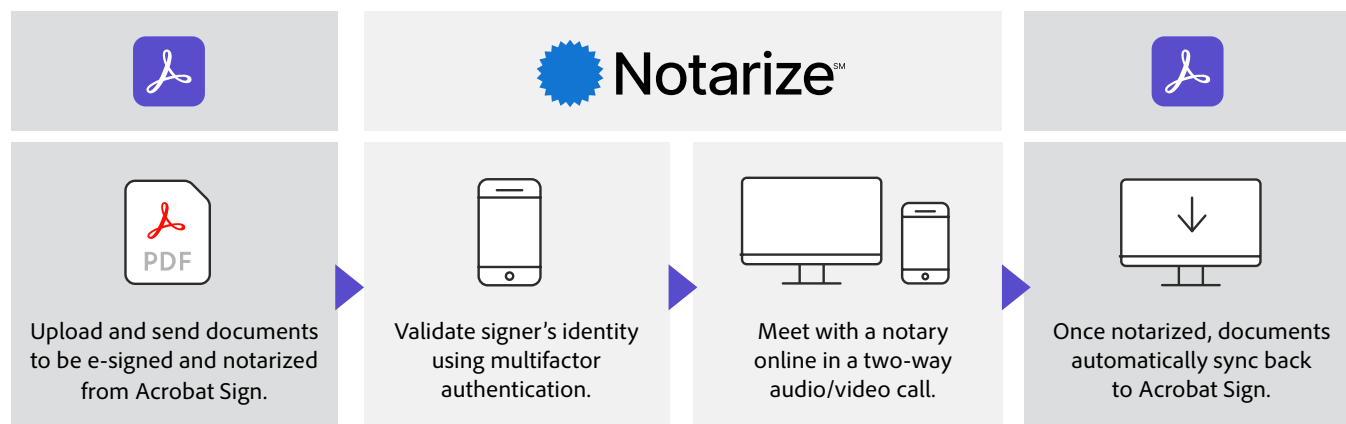 Notarize℠
PDF
Upload and send documents
to be e-signed and notarized
from Acrobat Sign.
Validate signer’s identity
using multifactor
authentication.
Meet with a notary
online in a two-way
audio/video call.
Once notarized, documents
automatically sync back
to Acrobat Sign.